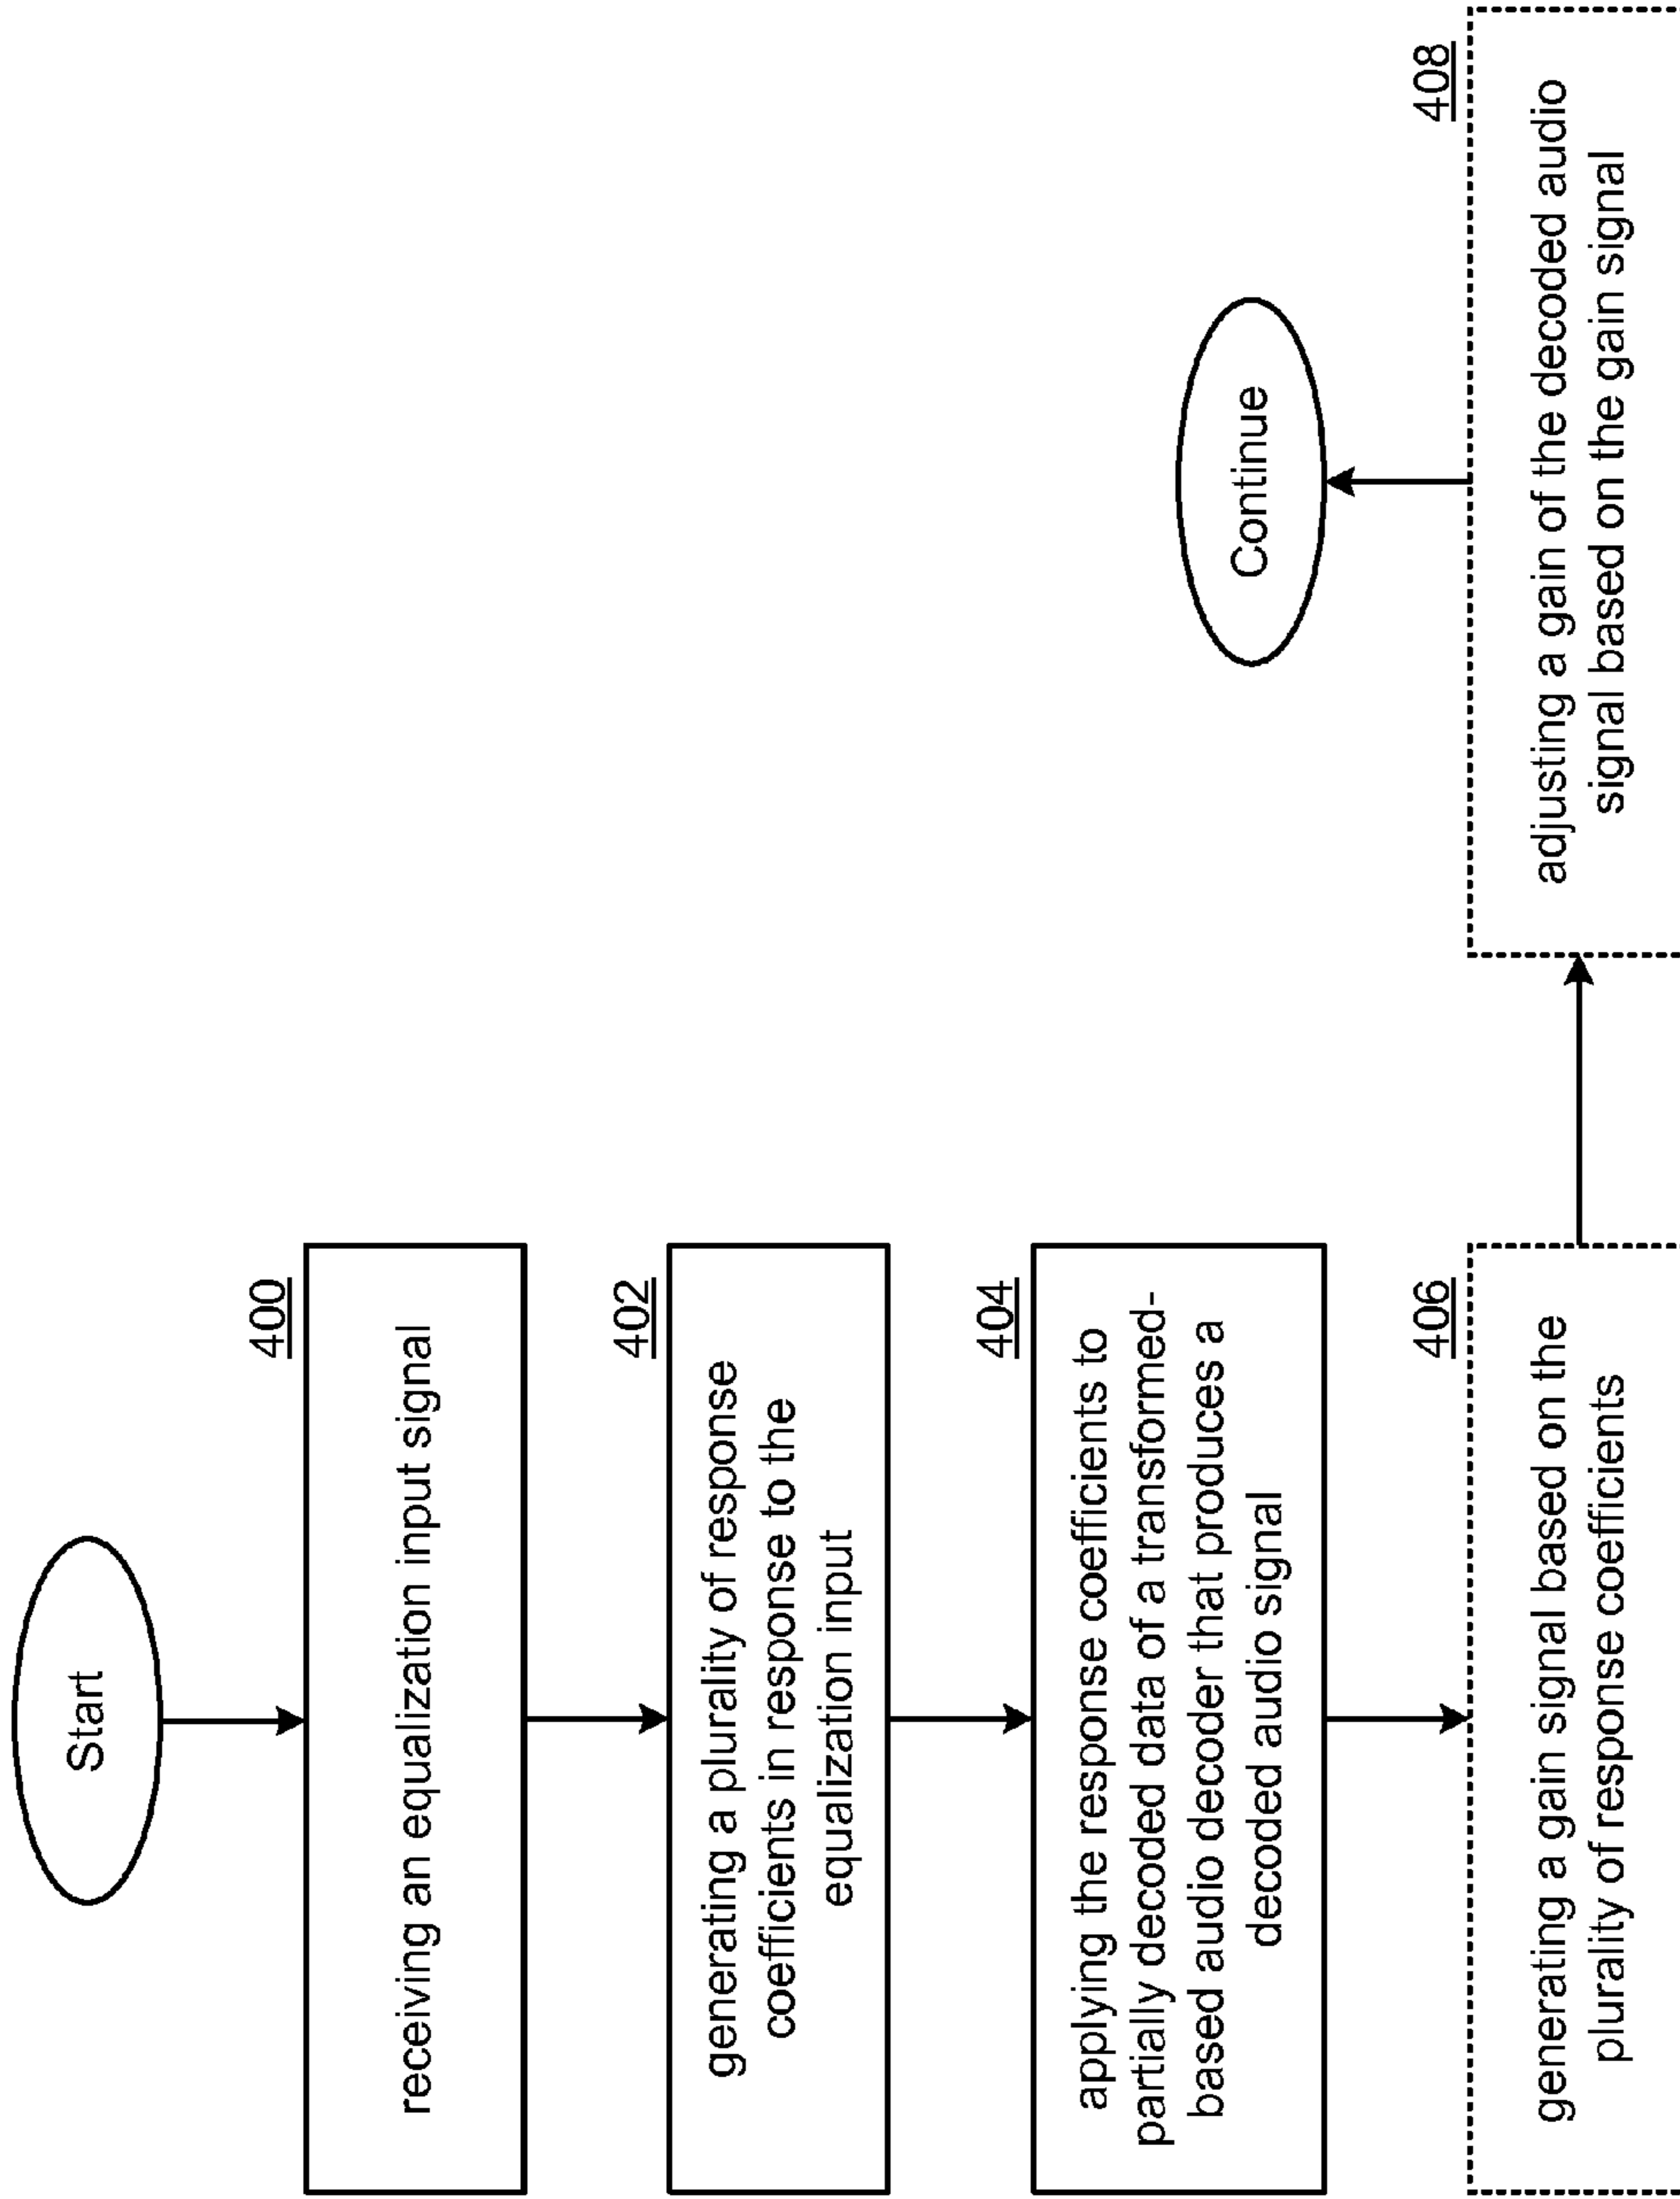 Start
400
receiving an equalization input signal
402
generating a plurality of response
coefficients in response to the
equalization input
404
applying the response coefficients to
partially decoded data of a transformed-
based audio decoder that produces a
decoded audio signal
406
generating a gain signal based on the
plurality of response coefficients
408
adjusting a gain of the decoded audio
signal based on the gain signal
Continue